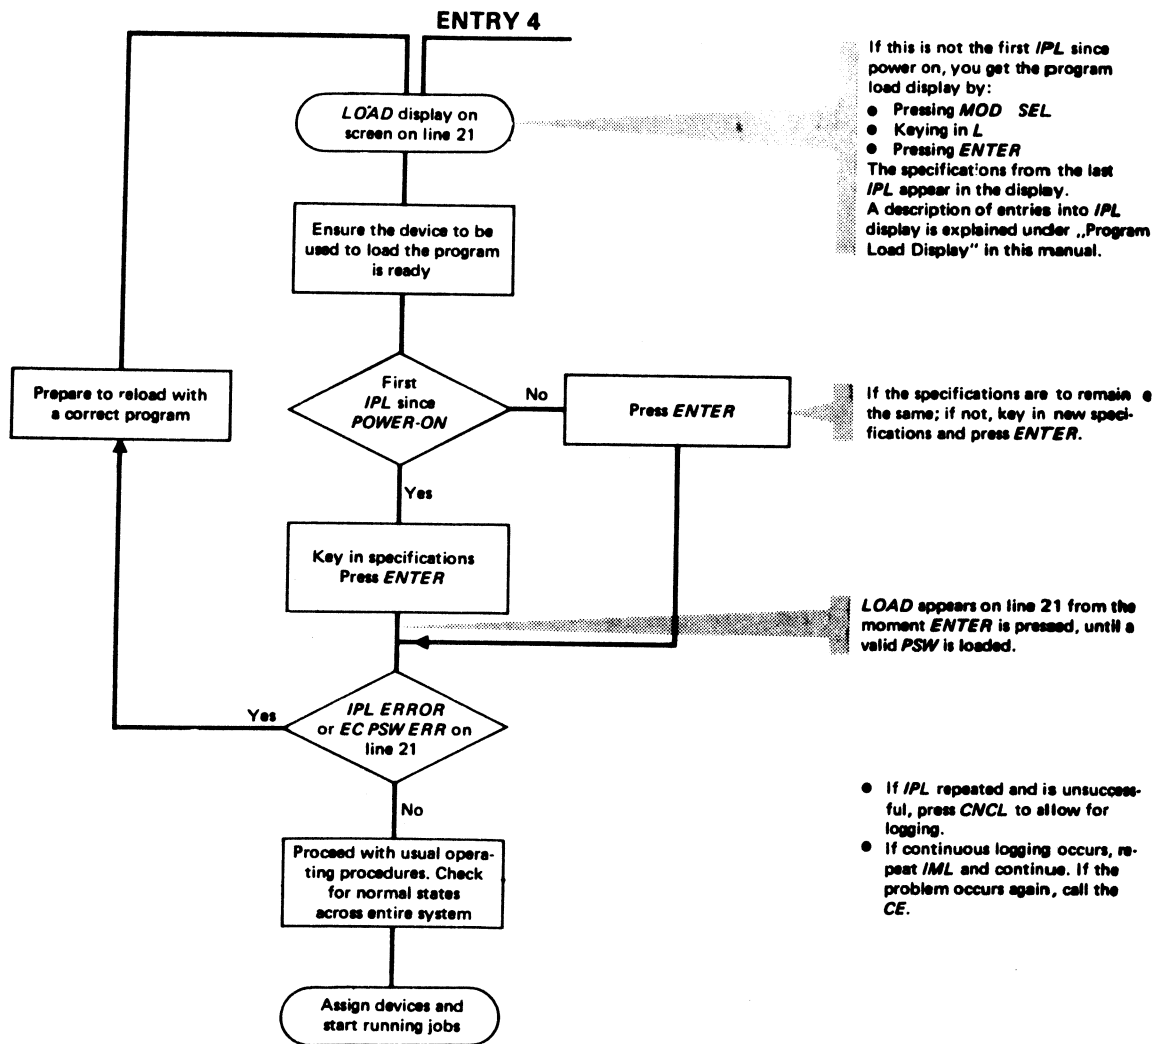 ENTRY 4
LOAD display on
screen on line 21
If this is not the first IPL since
power on, you get the program
load display by:
● Pressing MOD SEL
● Keying in L
● Pressing ENTER
The specifications from the last
IPL appear in the display.
A description of entries into IPL
display is explained under „Program
Load Display" in this manual.
Ensure the device to be
used to load the program
is ready
Prepare to reload with
a correct program
First
IPL since
POWER-ON
No
Press ENTER
If the specifications are to remain
the same; if not, key in new speci-
fications and press ENTER.
Yes
Key in specifications
Press ENTER
LOAD appears on line 21 from the
moment ENTER is pressed, until a
valid PSW is loaded.
Yes
IPL ERROR
or EC PSW ERR on
line 21
No
● If IPL repeated and is unsuccess-
ful, press CNCL to allow for
logging.
● If continuous logging occurs, re-
peat IML and continue. If the
problem occurs again, call the
CE.
Proceed with usual opera-
ting procedures. Check
for normal states
across entire system
Assign devices and
start running jobs